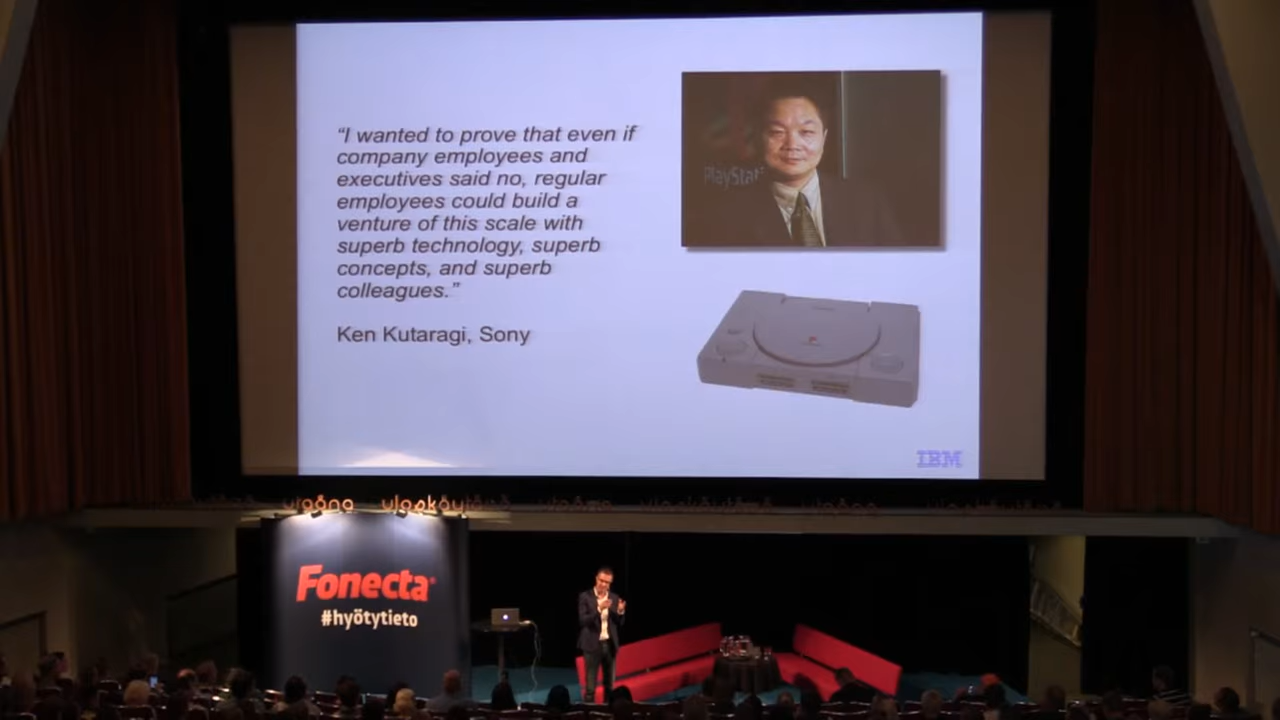 “I wanted to prove that even if
company employees and
executives said no, regular
employees could build a
venture of this scale with
superb technology, superb
concepts, and superb
colleagues.”
Ken Kutaragi, Sony
PlayStati
IBM
Fonecta
#hyötytieto